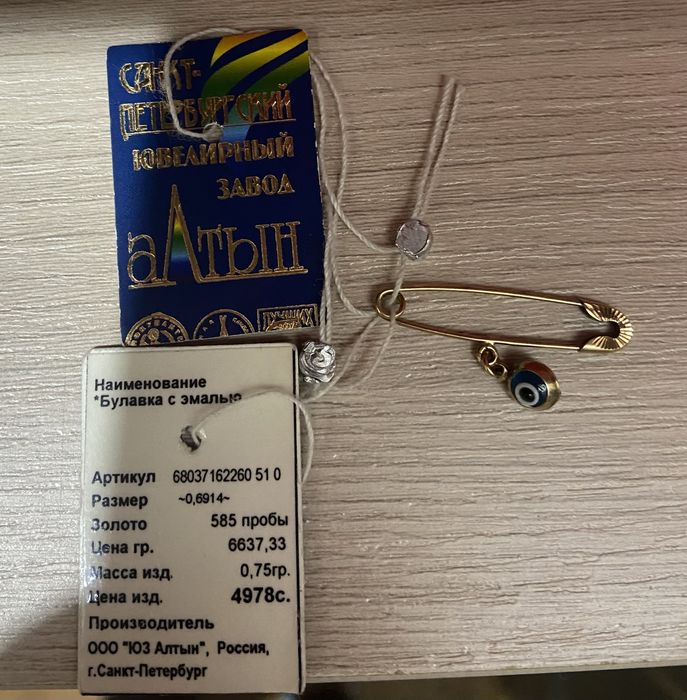 САНКТ-
ПЕТЕРБУРГСКИЙ
ЮВЕЛИРНЫЙ
ЗАВОД
аЛтын
ЛУЧШИХ
Наименование
*Булавка с эмалью
Артикул 68037162260 51 0
Размер ~0,6914~
Золото 585 пробы
Цена гр. 6637,33
Масса изд. 0,75гр.
Цена изд. 4978с.
Производитель
ООО "ЮЗ Алтын", Россия,
г.Санкт-Петербург